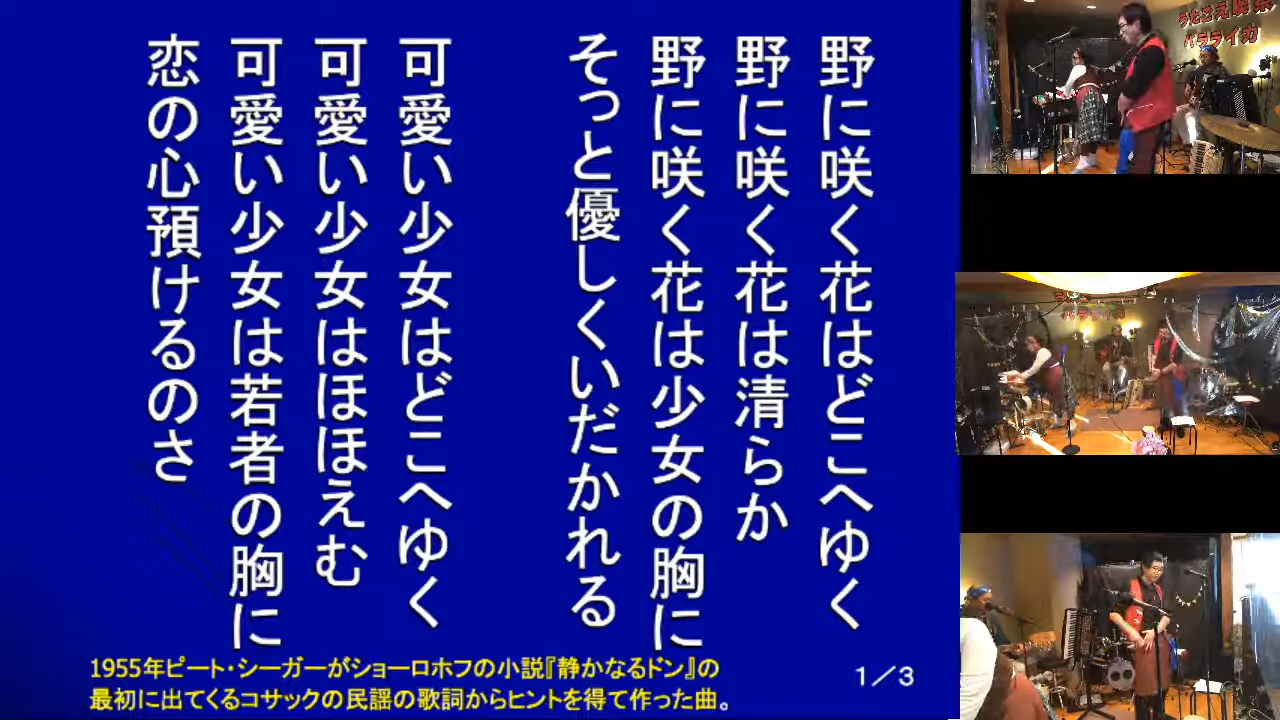 野に咲く花はどこへゆく
野に咲く花は清らか
野に咲く花は少女の胸に
そっと優しくいだかれる
可愛い少女はどこへゆく
可愛い少女はほほえむ
可愛い少女は若者の胸に
恋の心預けるのさ
1955年ピート・シーガーがショーロホフの小説『静かなるドン』の
最初に出てくるコサックの民謡の歌詞からヒントを得て作った曲。
1/3
バラライカ